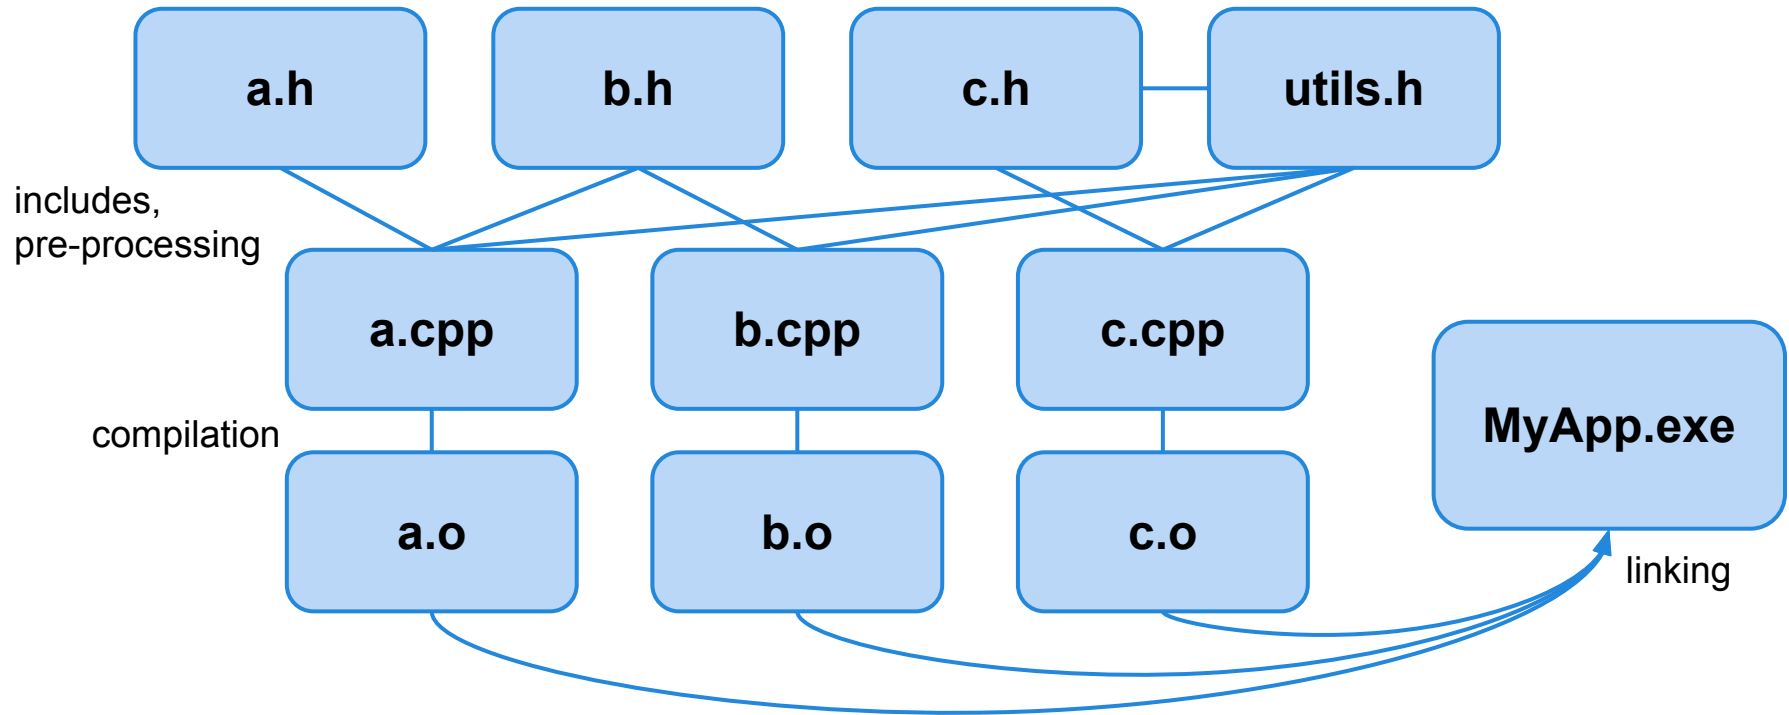 a.h
b.h
c.h
utils.h
includes,
pre-processing
a.cpp
b.cpp
c.cpp
MyApp.exe
compilation
a.o
b.o
c.o
linking